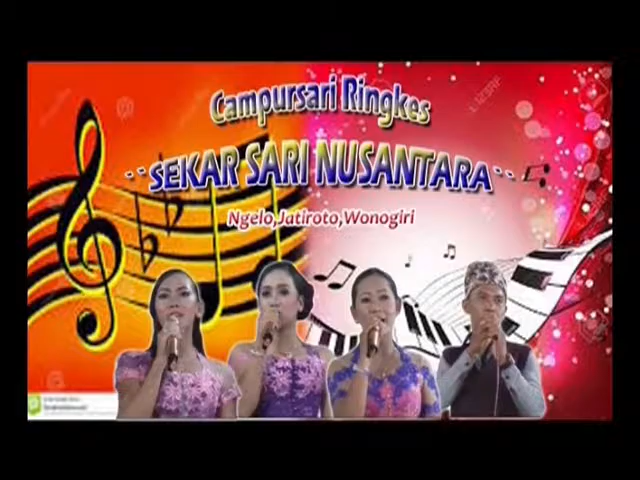 Campursari Ringkes
- - SEKAR SARI NUSANTARA - -
Ngelo,Jatiroto,Wonogiri